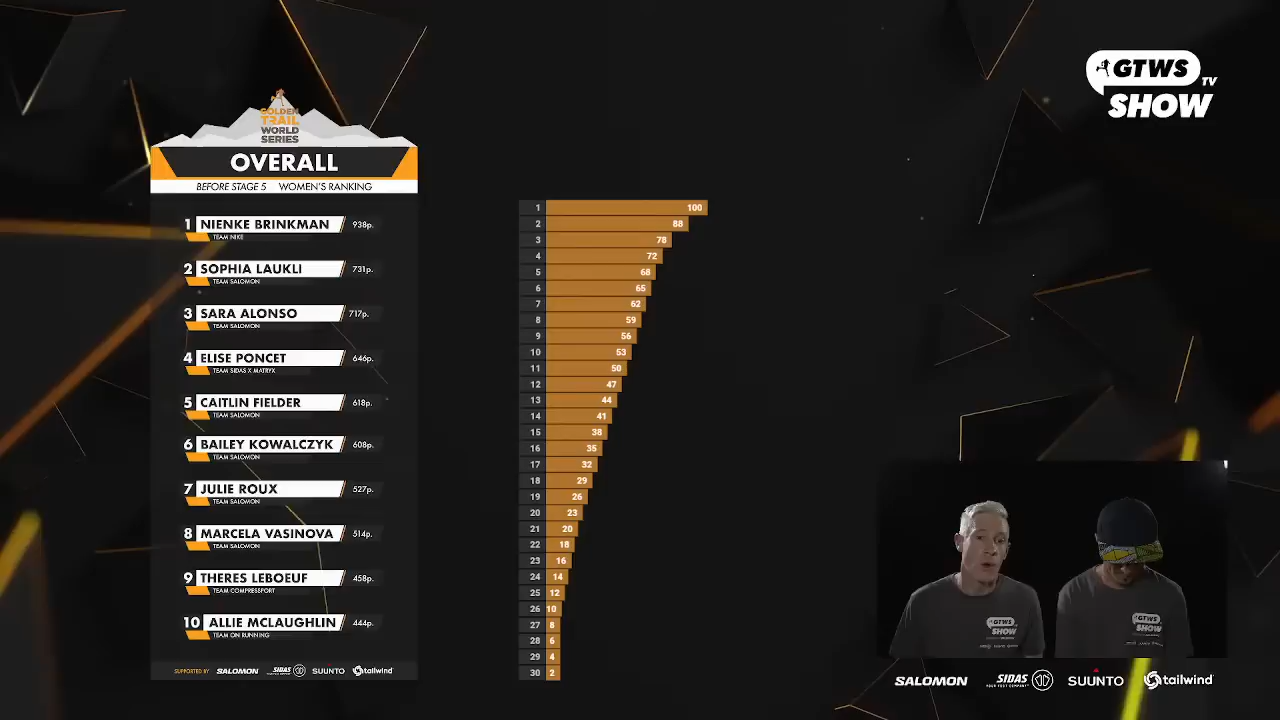 GTWS
TV
SHOW
GOLDEN
TRAIL
WORLD
SERIES
OVERALL
BEFORE STAGE 5 WOMEN'S RANKING
1 NIENKE BRINKMAN 938p.
TEAM NIKE
2 SOPHIA LAUKLI 731p.
TEAM SALOMON
3 SARA ALONSO 717p.
TEAM SALOMON
4 ELISE PONCET 646p.
TEAM SIDAS X MATRYX
5 CAITLIN FIELDER 618p.
TEAM SALOMON
6 BAILEY KOWALCZYK 608p.
TEAM SALOMON
7 JULIE ROUX 527p.
TEAM SALOMON
8 MARCELA VASINOVA 514p.
TEAM SALOMON
9 THERES LEBOEUF 458p.
TEAM COMPRESSPORT
10 ALLIE MCLAUGHLIN 444p.
TEAM ON RUNNING
SUPPORTED BY SALOMON SIDAS SUUNTO tailwind
1 100
2 88
3 78
4 72
5 68
6 65
7 62
8 59
9 56
10 53
11 50
12 47
13 44
14 41
15 38
16 35
17 32
18 29
19 26
20 23
21 20
22 18
23 16
24 14
25 12
26 10
27 8
28 6
29 4
30 2
GTWS
SHOW
GTWS
SHOW
SALOMON SIDAS SUUNTO tailwind
YOUR FOOT COMPANY